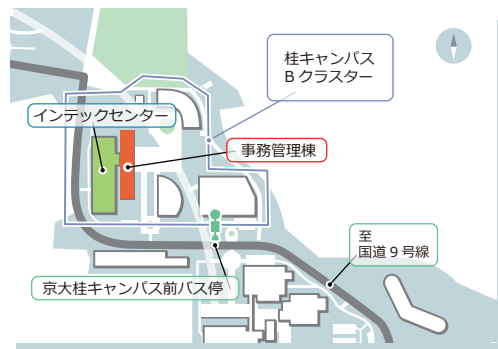 桂キャンパス
B クラスター
インテックセンター
事務管理棟
至
国道９号線
京大桂キャンパス前バス停